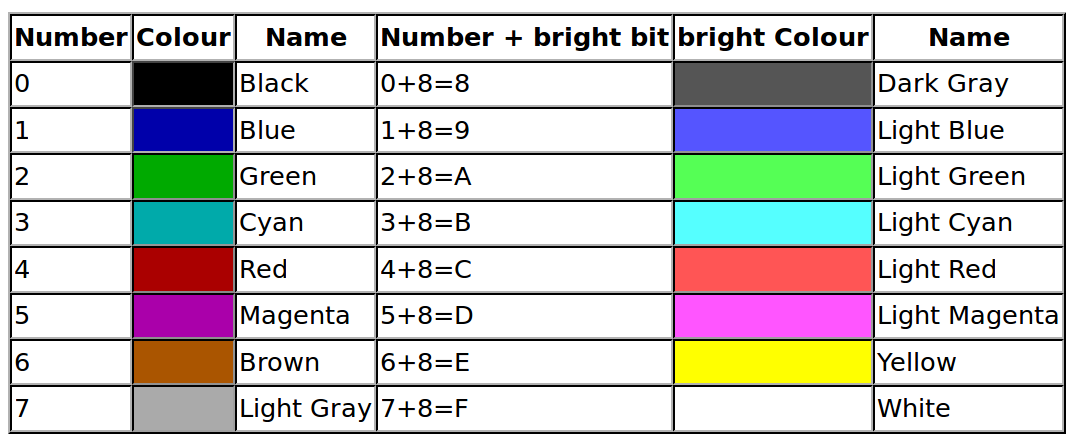 Number Colour Name Number + bright bit bright Colour Name
0 Black 0+8=8 Dark Gray
1 Blue 1+8=9 Light Blue
2 Green 2+8=A Light Green
3 Cyan 3+8=B Light Cyan
4 Red 4+8=C Light Red
5 Magenta 5+8=D Light Magenta
6 Brown 6+8=E Yellow
7 Light Gray 7+8=F White